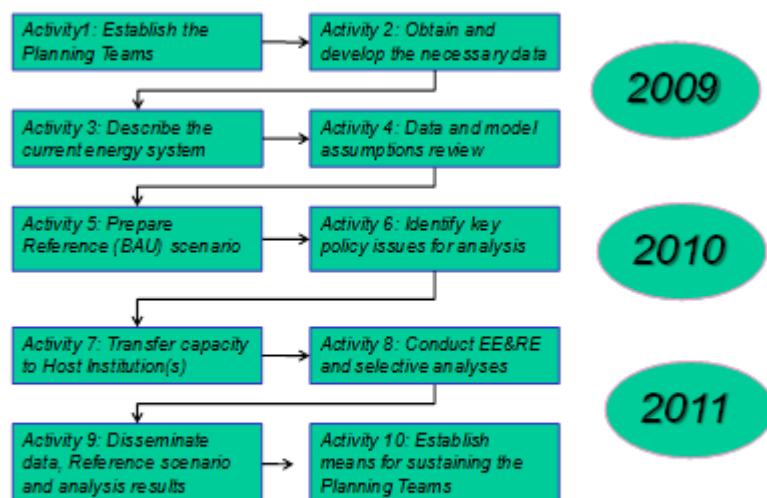 Activity1: Establish the
Planning Teams
Activity 2: Obtain and
develop the necessary data
2009
Activity 3: Describe the
current energy system
Activity 4: Data and model
assumptions review
Activity 5: Prepare
Reference (BAU) scenario
Activity 6: Identify key
policy issues for analysis
2010
Activity 7: Transfer capacity
to Host Institution(s)
Activity 8: Conduct EE&RE
and selective analyses
2011
Activity 9: Disseminate
data, Reference scenario
and analysis results
Activity 10: Establish
means for sustaining the
Planning Teams